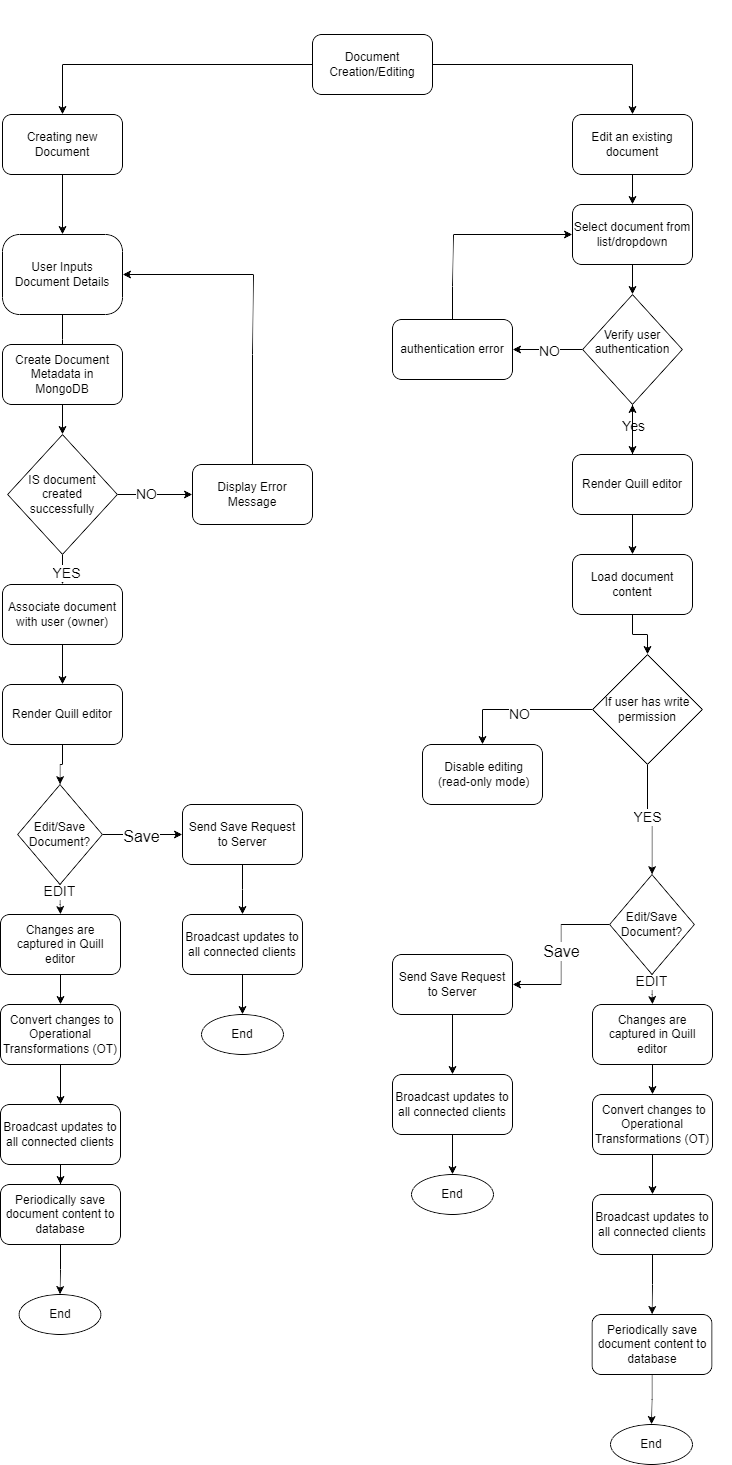 Document
Creation/Editing
Creating new
Document
User Inputs
Document Details
Create Document
Metadata in
MongoDB
IS document
created
successfully
NO
Display Error
Message
YES
Associate document
with user (owner)
Render Quill editor
Edit/Save
Document?
Save
Send Save Request
to Server
Broadcast updates to
all connected clients
End
EDIT
Changes are
captured in Quill
editor
Convert changes to
Operational
Transformations (OT)
Broadcast updates to
all connected clients
Periodically save
document content to
database
End
Edit an existing
document
Select document from
list/dropdown
Verify user
authentication
NO
authentication error
Yes
Render Quill editor
Load document
content
If user has write
permission
NO
Disable editing
(read-only mode)
YES
Edit/Save
Document?
Save
Send Save Request
to Server
Broadcast updates to
all connected clients
End
EDIT
Changes are
captured in Quill
editor
Convert changes to
Operational
Transformations (OT)
Broadcast updates to
all connected clients
Periodically save
document content to
database
End